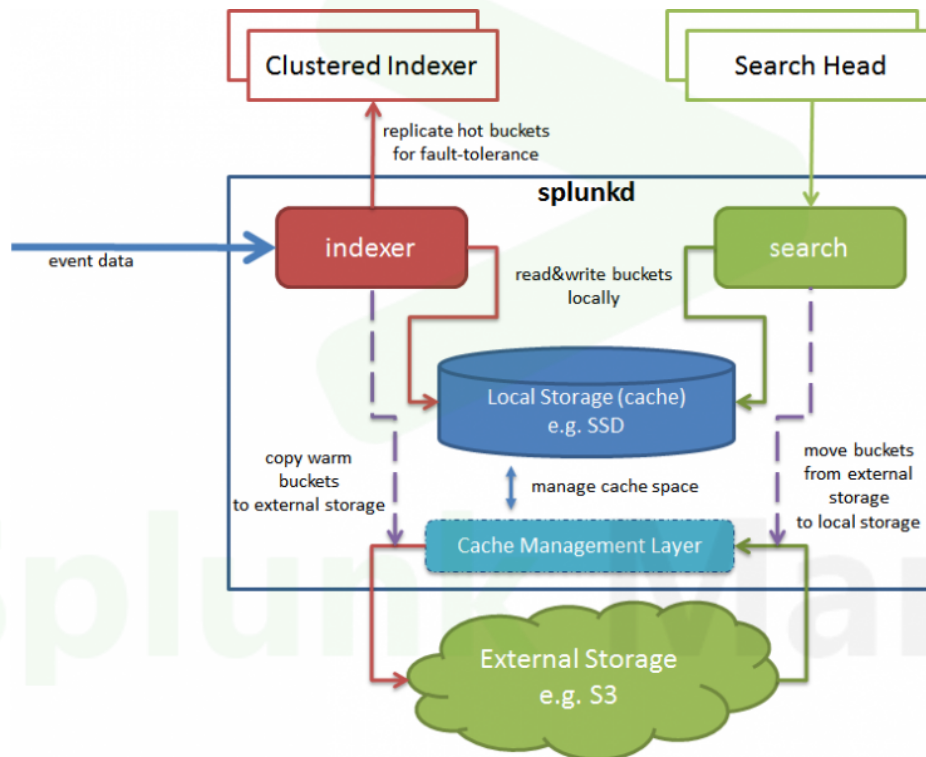 Clustered Indexer
Search Head
replicate hot buckets
for fault-tolerance
splunkd
indexer
search
event data
read&write buckets
locally
Local Storage (cache)
e.g. SSD
copy warm
buckets
to external storage
manage cache space
move buckets
from external
storage
to local storage
Cache Management Layer
External Storage
e.g. S3
Splunk Mar